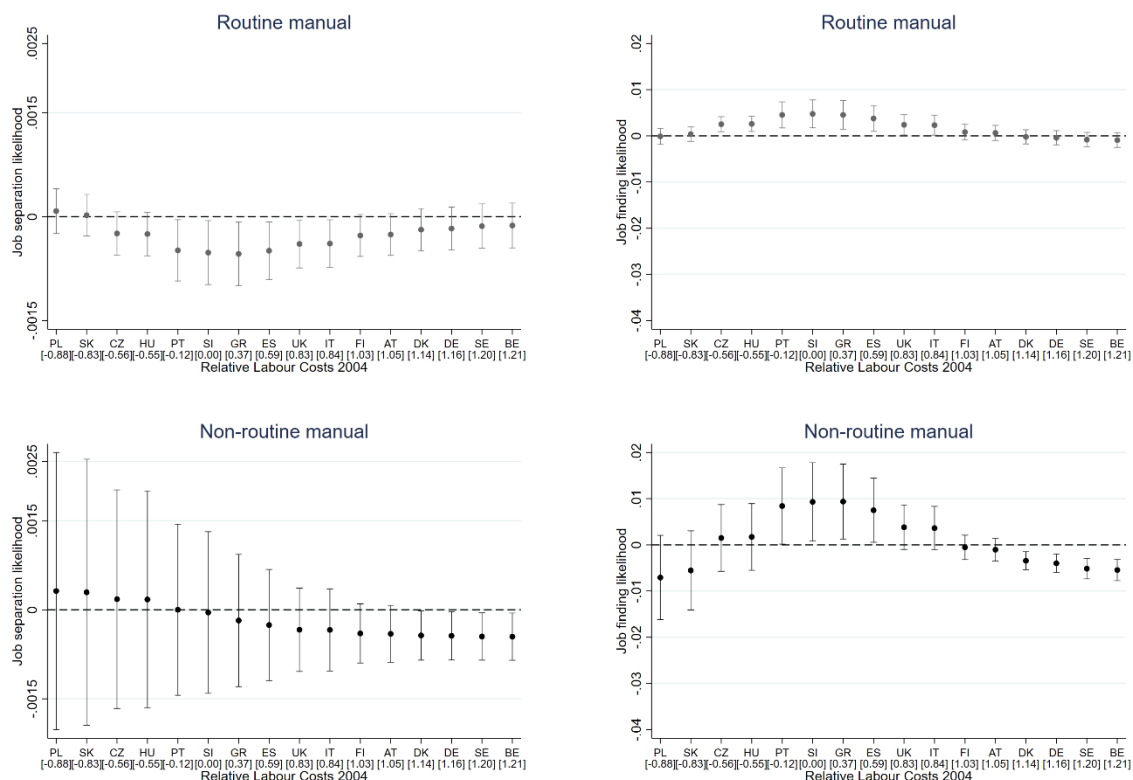 Routine manual
Job separation likelihood
.0025
.0015
0
-.0015
PL SK CZ HU PT SI GR ES UK IT FI AT DK DE SE BE
[-0.88][-0.83][-0.56][-0.55][-0.12] [0.00] [0.37] [0.59] [0.83] [0.84] [1.03] [1.05] [1.14] [1.16] [1.20] [1.21]
Relative Labour Costs 2004
Routine manual
Job finding likelihood
.02
.01
0
-.01
-.02
-.03
-.04
PL SK CZ HU PT SI GR ES UK IT FI AT DK DE SE BE
[-0.88][-0.83][-0.56][-0.55][-0.12] [0.00] [0.37] [0.59] [0.83] [0.84] [1.03] [1.05] [1.14] [1.16] [1.20] [1.21]
Relative Labour Costs 2004
Non-routine manual
Job separation likelihood
.0025
.0015
0
-.0015
PL SK CZ HU PT SI GR ES UK IT FI AT DK DE SE BE
[-0.88][-0.83][-0.56][-0.55][-0.12] [0.00] [0.37] [0.59] [0.83] [0.84] [1.03] [1.05] [1.14] [1.16] [1.20] [1.21]
Relative Labour Costs 2004
Non-routine manual
Job finding likelihood
.02
.01
0
-.01
-.02
-.03
-.04
PL SK CZ HU PT SI GR ES UK IT FI AT DK DE SE BE
[-0.88][-0.83][-0.56][-0.55][-0.12] [0.00] [0.37] [0.59] [0.83] [0.84] [1.03] [1.05] [1.14] [1.16] [1.20] [1.21]
Relative Labour Costs 2004